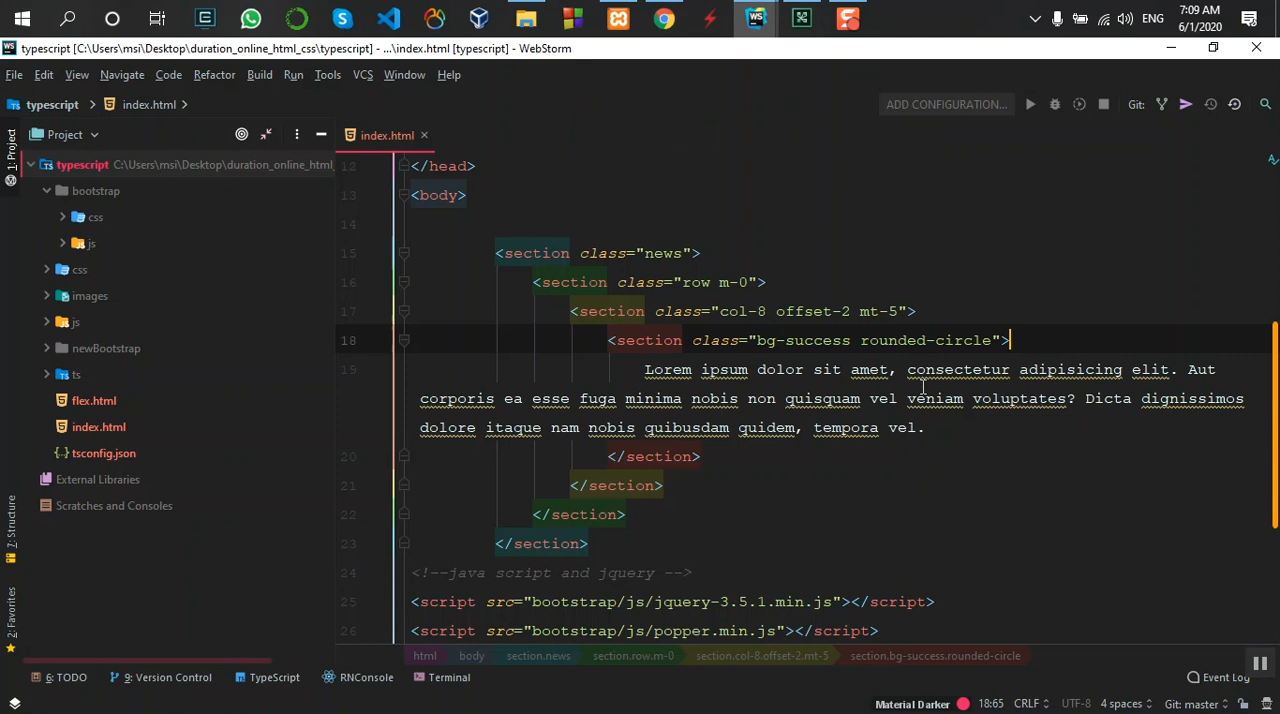 7:09 AM
ENG
6/1/2020
typescript [C:\Users\msi\Desktop\duration_online_html_css\typescript] - ...\index.html [typescript] - WebStorm
File Edit View Navigate Code Refactor Build Run Tools VCS Window Help
typescript index.html ADD CONFIGURATION... Git:
Project index.html
1: Project
typescript C:\Users\msi\Desktop\duration_online_html_
bootstrap
css
js
css
images
js
newBootstrap
ts
flex.html
index.html
tsconfig.json
External Libraries
Scratches and Consoles
7: Structure
2: Favorites
12 </head>
13 <body>
14
15 <section class="news">
16 <section class="row m-0">
17 <section class="col-8 offset-2 mt-5">
18 <section class="bg-success rounded-circle">
19 Lorem ipsum dolor sit amet, consectetur adipisicing elit. Aut
corporis ea esse fuga minima nobis non quisquam vel veniam voluptates? Dicta dignissimos
dolore itaque nam nobis quibusdam quidem, tempora vel.
20 </section>
21 </section>
22 </section>
23 </section>
24 <!--java script and jquery -->
25 <script src="bootstrap/js/jquery-3.5.1.min.js"></script>
26 <script src="bootstrap/js/popper.min.js"></script>
html body section.news section.row.m-0 section.col-8.offset-2.mt-5 section.bg-success.rounded-circle
6: TODO 9: Version Control TypeScript RNConsole Terminal Event Log
Material Darker 18:65 CRLF UTF-8 4 spaces Git: master